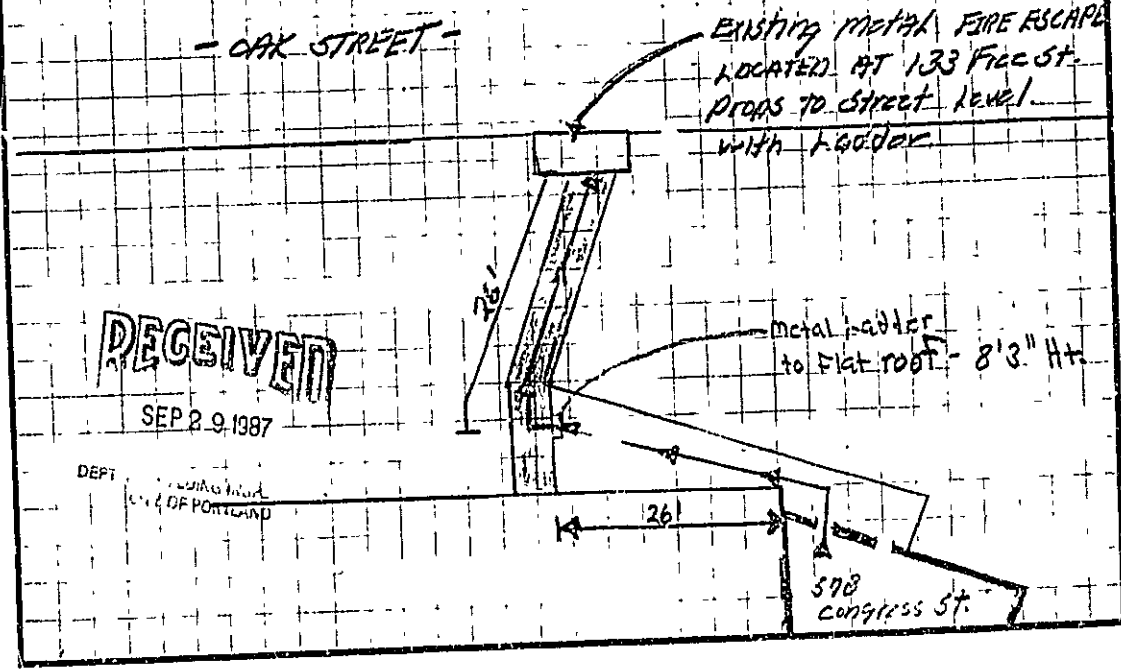 - OAK STREET -
Existing Metal FIRE ESCAPE
LOCATED AT 133 Free St.
Drops to Street Level
with Ladder
metal Ladder
to Flat roof - 8'3" Ht.
RECEIVED
SEP 29 1987
DEPT
CITY OF PORTLAND
26'
578
Congress St.